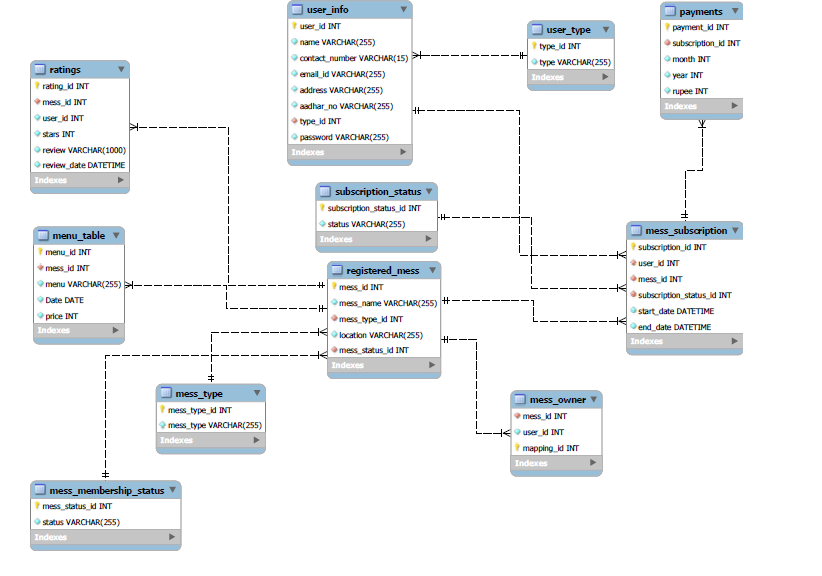 user_info
user_id INT
name VARCHAR(255)
contact_number VARCHAR(15)
email_id VARCHAR(255)
address VARCHAR(255)
aadhar_no VARCHAR(255)
type_id INT
password VARCHAR(255)
Indexes
user_type
type_id INT
type VARCHAR(255)
Indexes
payments
payment_id INT
subscription_id INT
month INT
year INT
rupee INT
Indexes
ratings
rating_id INT
mess_id INT
user_id INT
stars INT
review VARCHAR(1000)
review_date DATETIME
Indexes
subscription_status
subscription_status_id INT
status VARCHAR(255)
Indexes
menu_table
menu_id INT
mess_id INT
menu VARCHAR(255)
Date DATE
price INT
Indexes
registered_mess
mess_id INT
mess_name VARCHAR(255)
mess_type_id INT
location VARCHAR(255)
mess_status_id INT
Indexes
mess_subscription
subscription_id INT
user_id INT
mess_id INT
subscription_status_id INT
start_date DATETIME
end_date DATETIME
Indexes
mess_type
mess_type_id INT
mess_type VARCHAR(255)
Indexes
mess_owner
mess_id INT
user_id INT
mapping_id INT
Indexes
mess_membership_status
mess_status_id INT
status VARCHAR(255)
Indexes